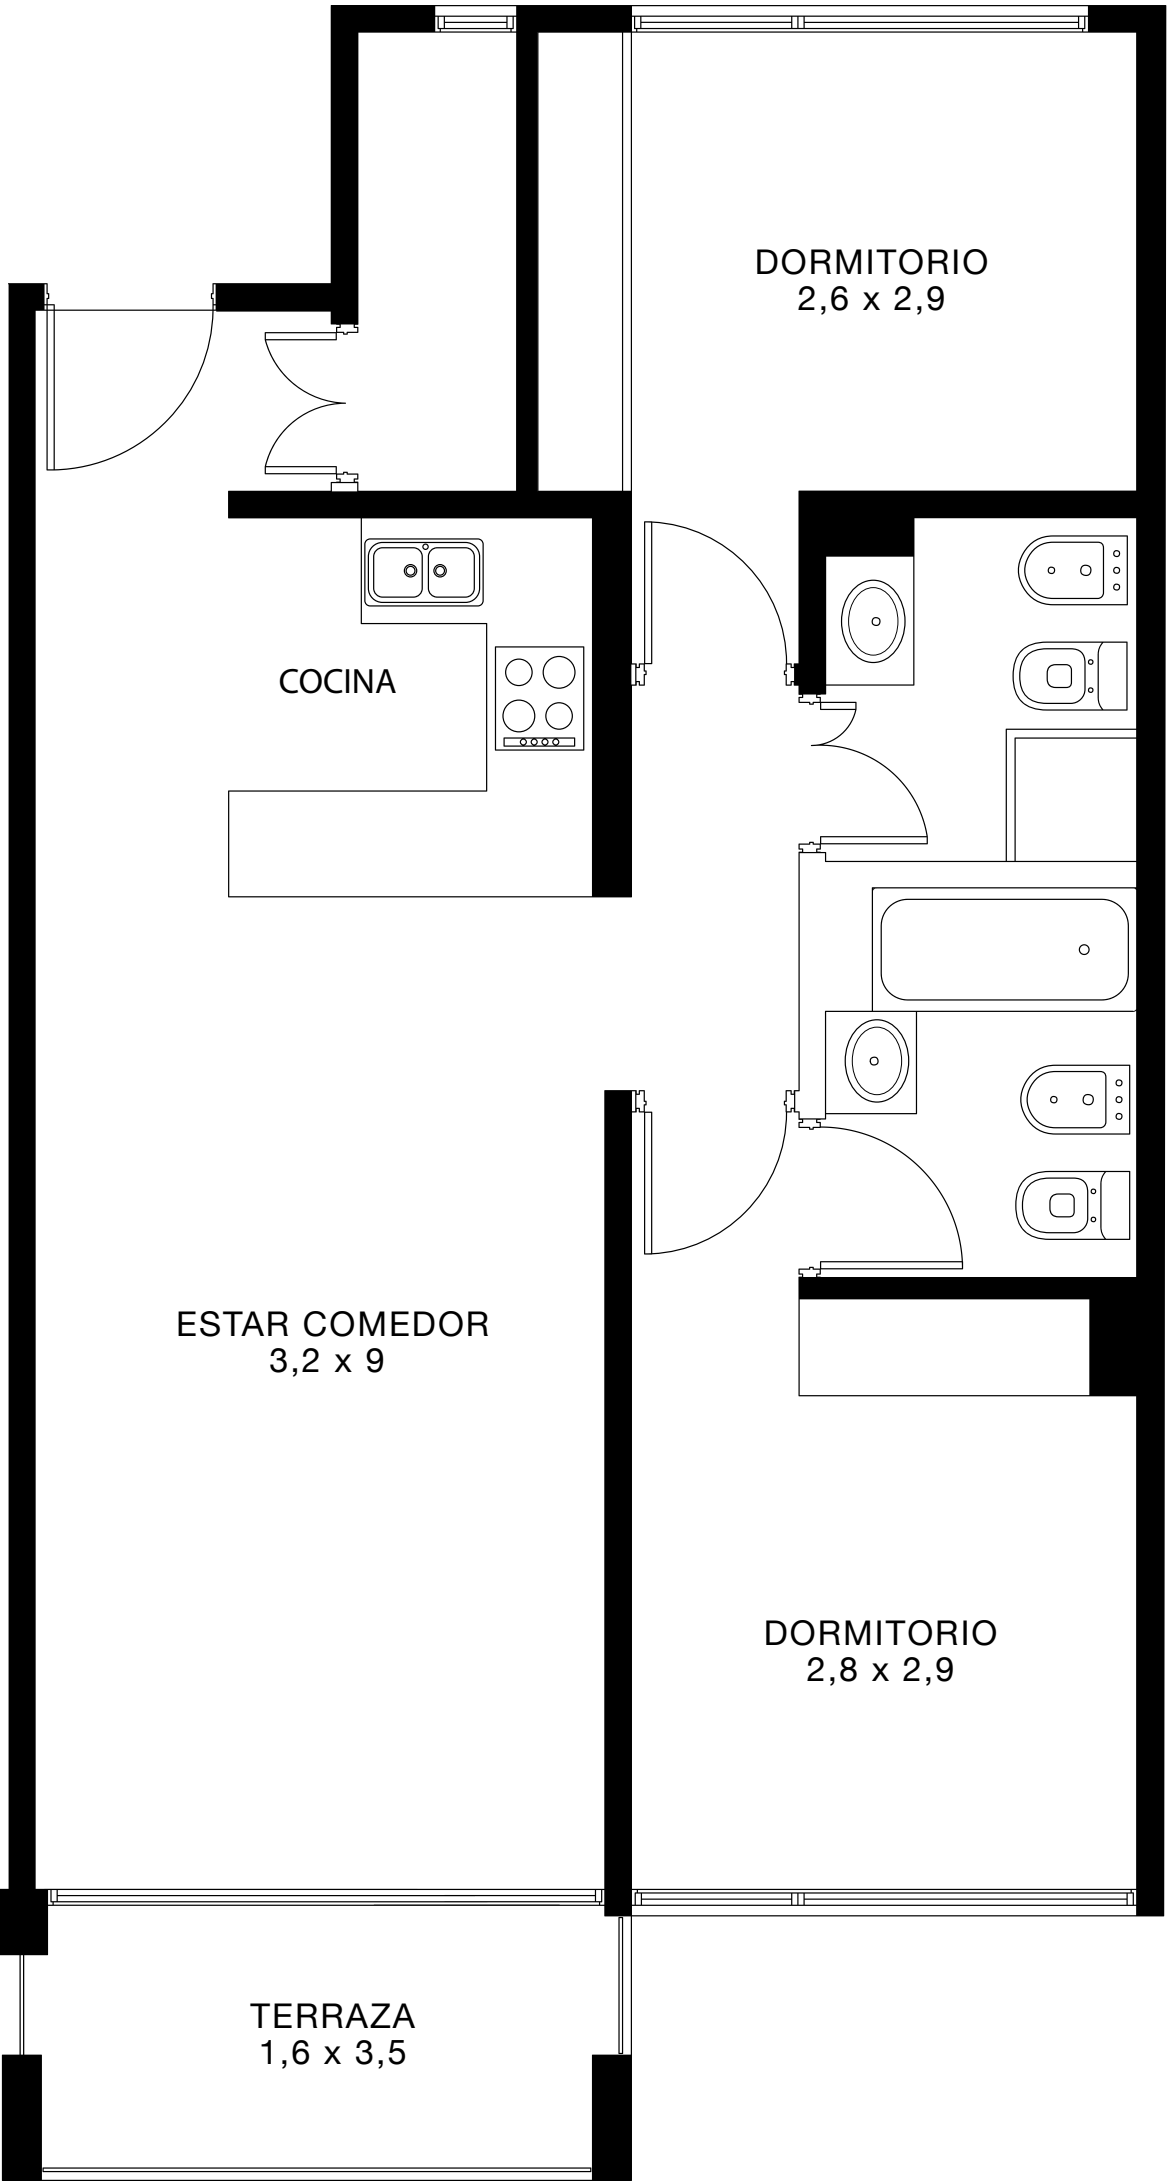 DORMITORIO
2,6 x 2,9
COCINA
ESTAR COMEDOR
3,2 x 9
DORMITORIO
2,8 x 2,9
TERRAZA
1,6 x 3,5